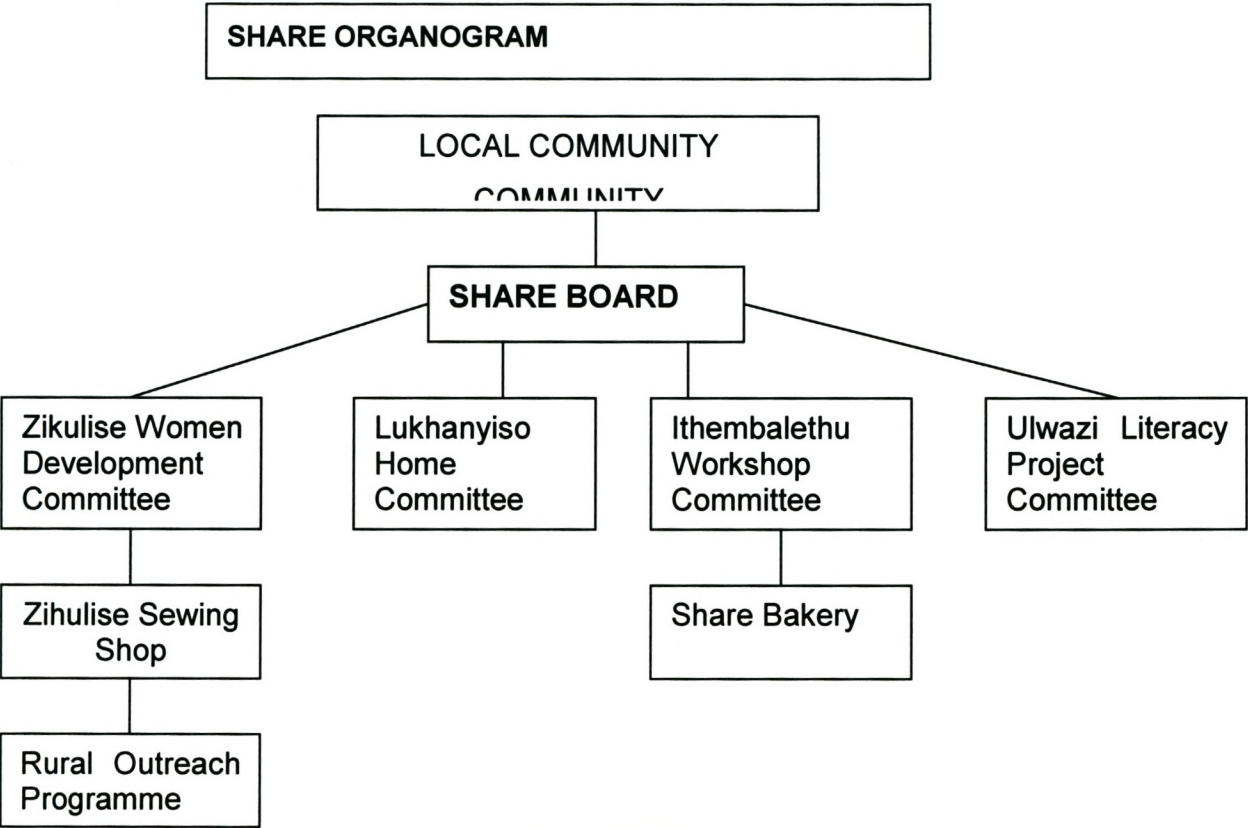 SHARE ORGANOGRAM
LOCAL COMMUNITY
COMMUNITY
SHARE BOARD
Zikulise Women
Development
Committee
Lukhanyiso
Home
Committee
Ithembalethu
Workshop
Committee
Ulwazi Literacy
Project
Committee
Zihulise Sewing
Shop
Share Bakery
Rural Outreach
Programme